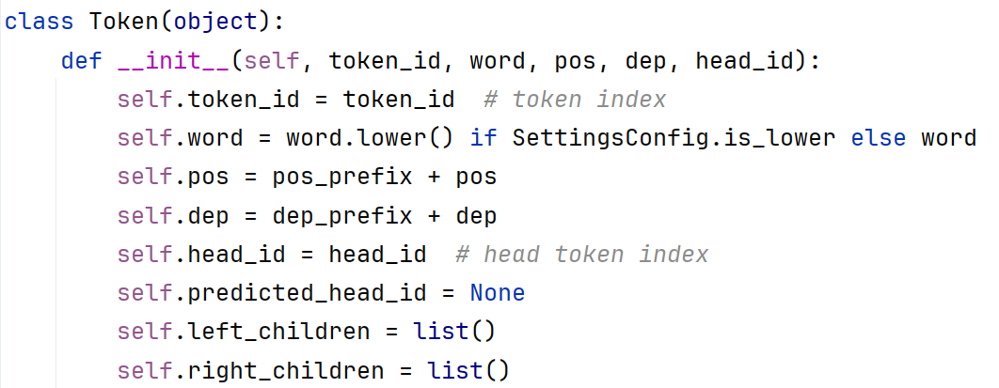 class Token(object):
    def __init__(self, token_id, word, pos, dep, head_id):
        self.token_id = token_id  # token index
        self.word = word.lower() if SettingsConfig.is_lower else word
        self.pos = pos_prefix + pos
        self.dep = dep_prefix + dep
        self.head_id = head_id  # head token index
        self.predicted_head_id = None
        self.left_children = list()
        self.right_children = list()